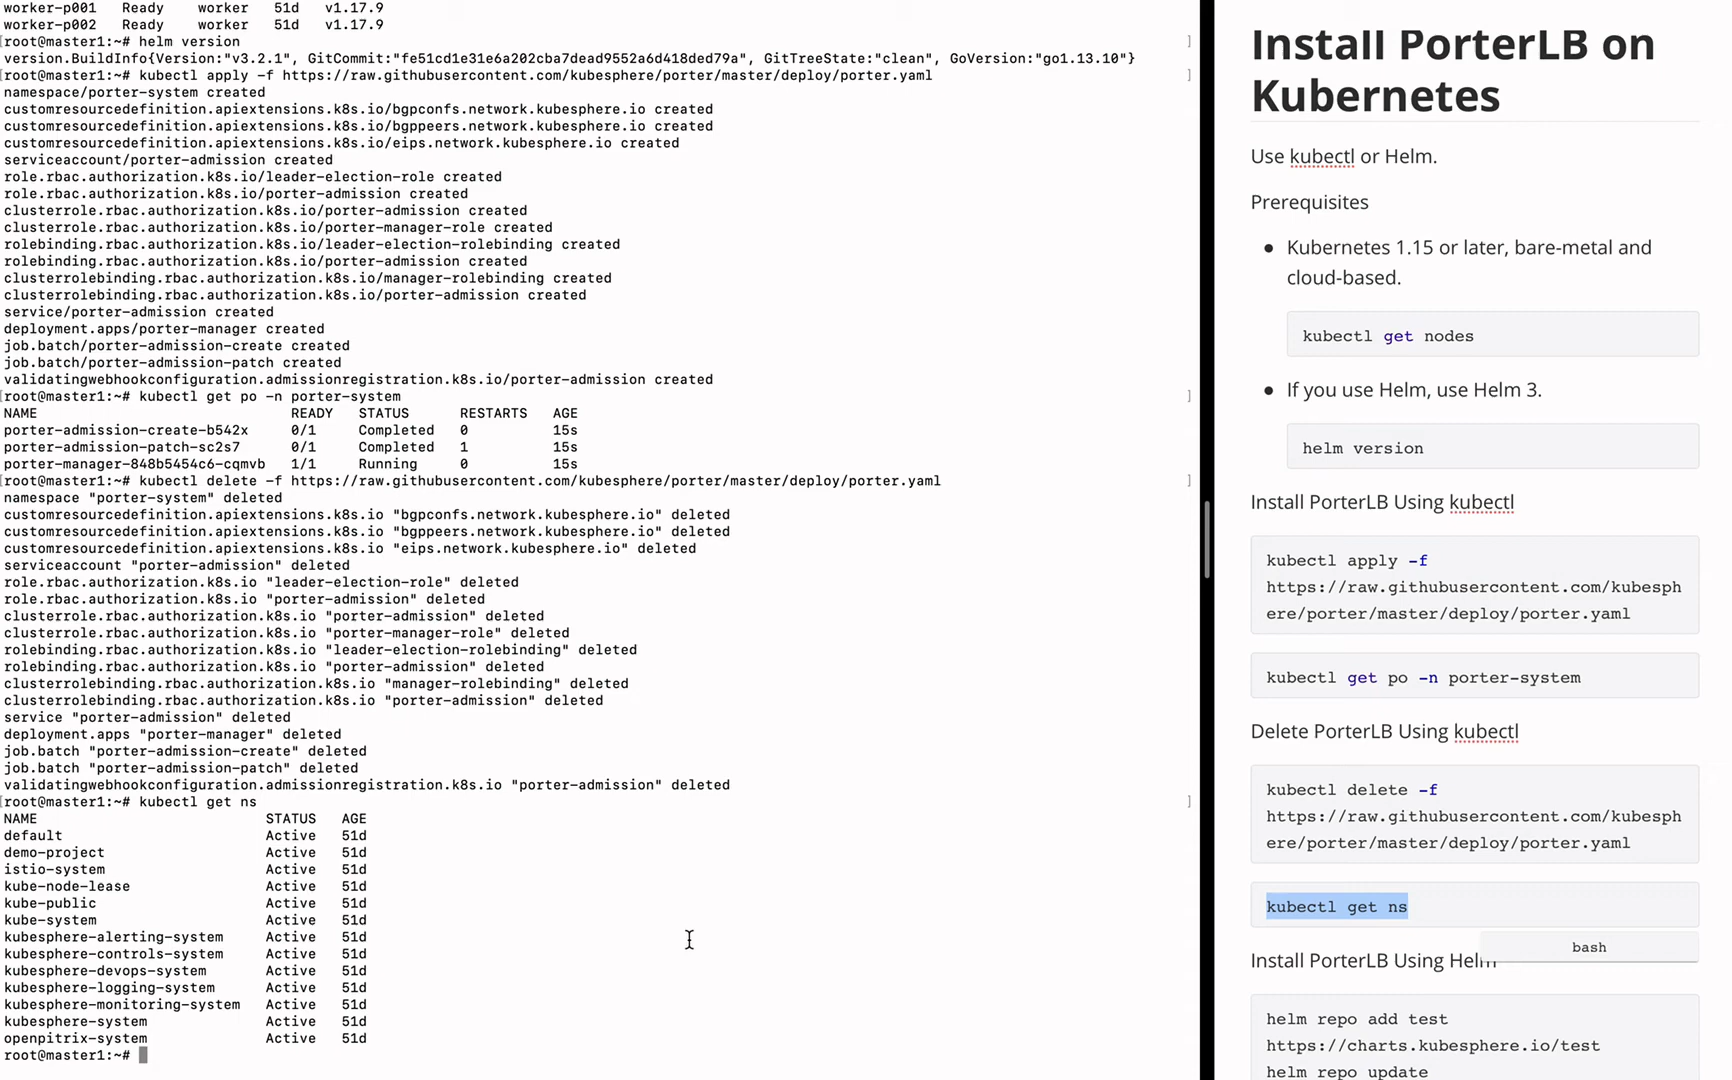 worker-p001   Ready    worker   51d   v1.17.9
worker-p002   Ready    worker   51d   v1.17.9
[root@master1:~# helm version ]
version.BuildInfo{Version:"v3.2.1", GitCommit:"fe51cd1e31e6a202cba7dead9552a6d418ded79a", GitTreeState:"clean", GoVersion:"go1.13.10"}
[root@master1:~# kubectl apply -f https://raw.githubusercontent.com/kubesphere/porter/master/deploy/porter.yaml ]
namespace/porter-system created
customresourcedefinition.apiextensions.k8s.io/bgpconfs.network.kubesphere.io created
customresourcedefinition.apiextensions.k8s.io/bgppeers.network.kubesphere.io created
customresourcedefinition.apiextensions.k8s.io/eips.network.kubesphere.io created
serviceaccount/porter-admission created
role.rbac.authorization.k8s.io/leader-election-role created
role.rbac.authorization.k8s.io/porter-admission created
clusterrole.rbac.authorization.k8s.io/porter-admission created
clusterrole.rbac.authorization.k8s.io/porter-manager-role created
rolebinding.rbac.authorization.k8s.io/leader-election-rolebinding created
rolebinding.rbac.authorization.k8s.io/porter-admission created
clusterrolebinding.rbac.authorization.k8s.io/manager-rolebinding created
clusterrolebinding.rbac.authorization.k8s.io/porter-admission created
service/porter-admission created
deployment.apps/porter-manager created
job.batch/porter-admission-create created
job.batch/porter-admission-patch created
validatingwebhookconfiguration.admissionregistration.k8s.io/porter-admission created
[root@master1:~# kubectl get po -n porter-system ]
NAME                              READY   STATUS      RESTARTS   AGE
porter-admission-create-b542x     0/1     Completed   0          15s
porter-admission-patch-sc2s7      0/1     Completed   1          15s
porter-manager-848b5454c6-cqmvb   1/1     Running     0          15s
[root@master1:~# kubectl delete -f https://raw.githubusercontent.com/kubesphere/porter/master/deploy/porter.yaml ]
namespace "porter-system" deleted
customresourcedefinition.apiextensions.k8s.io "bgpconfs.network.kubesphere.io" deleted
customresourcedefinition.apiextensions.k8s.io "bgppeers.network.kubesphere.io" deleted
customresourcedefinition.apiextensions.k8s.io "eips.network.kubesphere.io" deleted
serviceaccount "porter-admission" deleted
role.rbac.authorization.k8s.io "leader-election-role" deleted
role.rbac.authorization.k8s.io "porter-admission" deleted
clusterrole.rbac.authorization.k8s.io "porter-admission" deleted
clusterrole.rbac.authorization.k8s.io "porter-manager-role" deleted
rolebinding.rbac.authorization.k8s.io "leader-election-rolebinding" deleted
rolebinding.rbac.authorization.k8s.io "porter-admission" deleted
clusterrolebinding.rbac.authorization.k8s.io "manager-rolebinding" deleted
clusterrolebinding.rbac.authorization.k8s.io "porter-admission" deleted
service "porter-admission" deleted
deployment.apps "porter-manager" deleted
job.batch "porter-admission-create" deleted
job.batch "porter-admission-patch" deleted
validatingwebhookconfiguration.admissionregistration.k8s.io "porter-admission" deleted
[root@master1:~# kubectl get ns ]
NAME                           STATUS   AGE
default                        Active   51d
demo-project                   Active   51d
istio-system                   Active   51d
kube-node-lease                Active   51d
kube-public                    Active   51d
kube-system                    Active   51d
kubesphere-alerting-system     Active   51d
kubesphere-controls-system     Active   51d
kubesphere-devops-system       Active   51d
kubesphere-logging-system      Active   51d
kubesphere-monitoring-system   Active   51d
kubesphere-system              Active   51d
openpitrix-system              Active   51d
root@master1:~#
Install PorterLB on
Kubernetes
Use kubectl or Helm.
Prerequisites
● Kubernetes 1.15 or later, bare-metal and
cloud-based.
kubectl get nodes
● If you use Helm, use Helm 3.
helm version
Install PorterLB Using kubectl
kubectl apply -f
https://raw.githubusercontent.com/kubesph
ere/porter/master/deploy/porter.yaml
kubectl get po -n porter-system
Delete PorterLB Using kubectl
kubectl delete -f
https://raw.githubusercontent.com/kubesph
ere/porter/master/deploy/porter.yaml
kubectl get ns
bash
Install PorterLB Using Helm
helm repo add test
https://charts.kubesphere.io/test
helm repo update